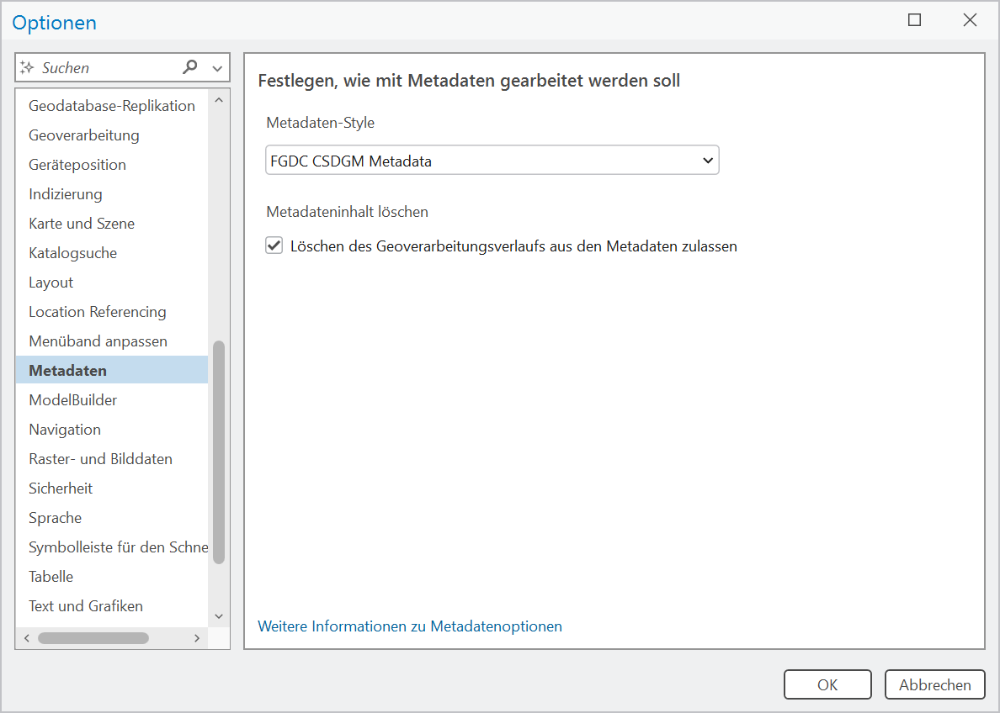 Optionen
Suchen
Geodatabase-Replikation
Geoverarbeitung
Geräteposition
Indizierung
Karte und Szene
Katalogsuche
Layout
Location Referencing
Menüband anpassen
Metadaten
ModelBuilder
Navigation
Raster- und Bilddaten
Sicherheit
Sprache
Symbolleiste für den Schne
Tabelle
Text und Grafiken
Festlegen, wie mit Metadaten gearbeitet werden soll
Metadaten-Style
FGDC CSDGM Metadata
Metadateninhalt löschen
Löschen des Geoverarbeitungsverlaufs aus den Metadaten zulassen
Weitere Informationen zu Metadatenoptionen
OK
Abbrechen